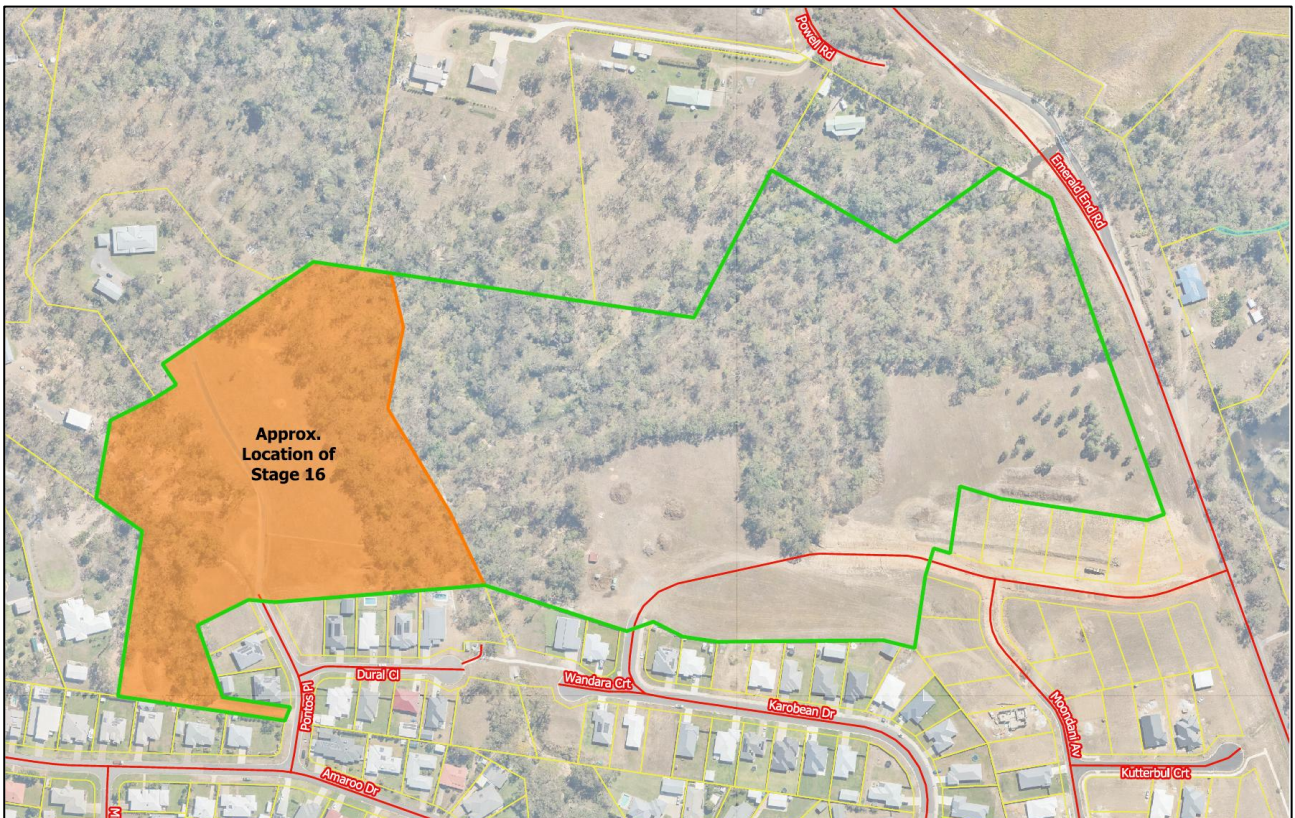 Powell Rd
Emerald End Rd
Approx.
Location of
Stage 16
Dural Cl
Pontos Pl
Wandara Crt
Karobean Dr
Moondani Av
Kutterbul Crt
Amaroo Dr
M